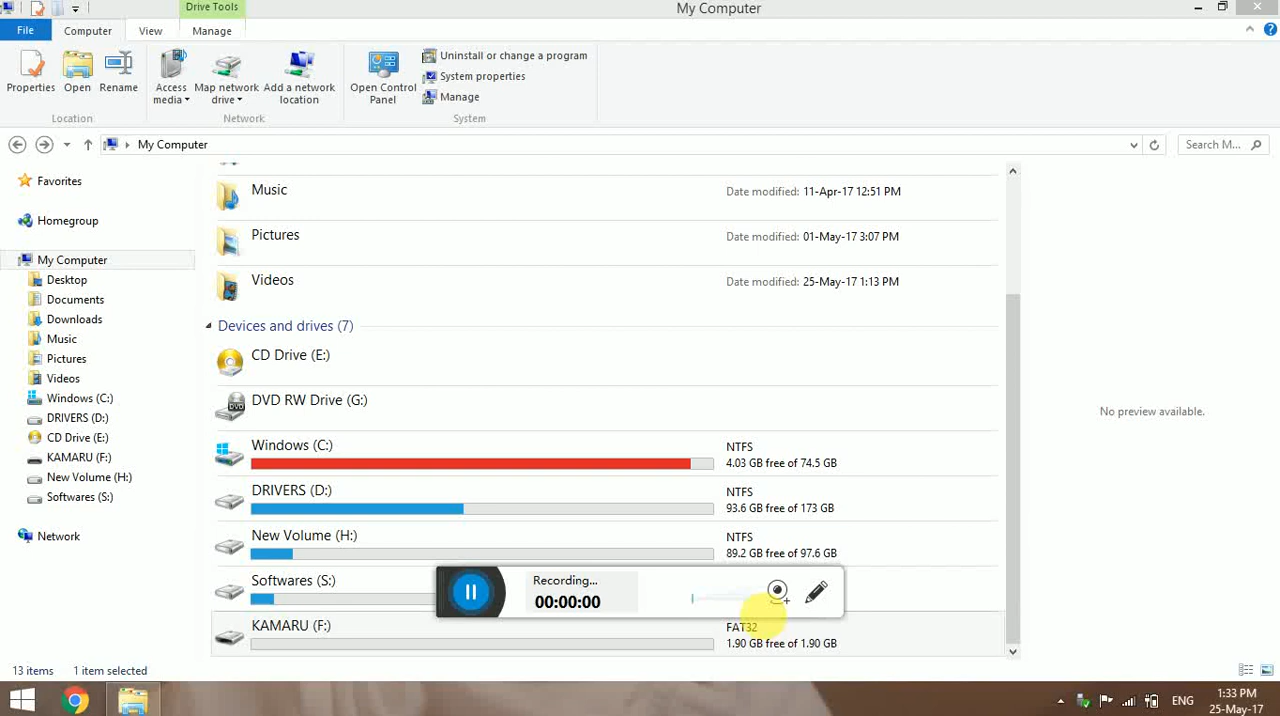 Drive Tools
My Computer
File
Computer
View
Manage
Properties
Open
Rename
Location
Access media
Map network drive
Add a network location
Network
Open Control Panel
Uninstall or change a program
System properties
Manage
System
My Computer
Search M...
Favorites
Homegroup
My Computer
Desktop
Documents
Downloads
Music
Pictures
Videos
Windows (C:)
DRIVERS (D:)
CD Drive (E:)
KAMARU (F:)
New Volume (H:)
Softwares (S:)
Network
Music
Date modified: 11-Apr-17 12:51 PM
Pictures
Date modified: 01-May-17 3:07 PM
Videos
Date modified: 25-May-17 1:13 PM
Devices and drives (7)
CD Drive (E:)
DVD RW Drive (G:)
Windows (C:)
NTFS
4.03 GB free of 74.5 GB
DRIVERS (D:)
NTFS
93.6 GB free of 173 GB
New Volume (H:)
NTFS
89.2 GB free of 97.6 GB
Softwares (S:)
Recording...
00:00:00
KAMARU (F:)
FAT32
1.90 GB free of 1.90 GB
No preview available.
13 items
1 item selected
ENG
1:33 PM
25-May-17